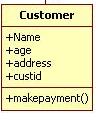 Customer
+Name
+age
+address
+custid
+makepayment()